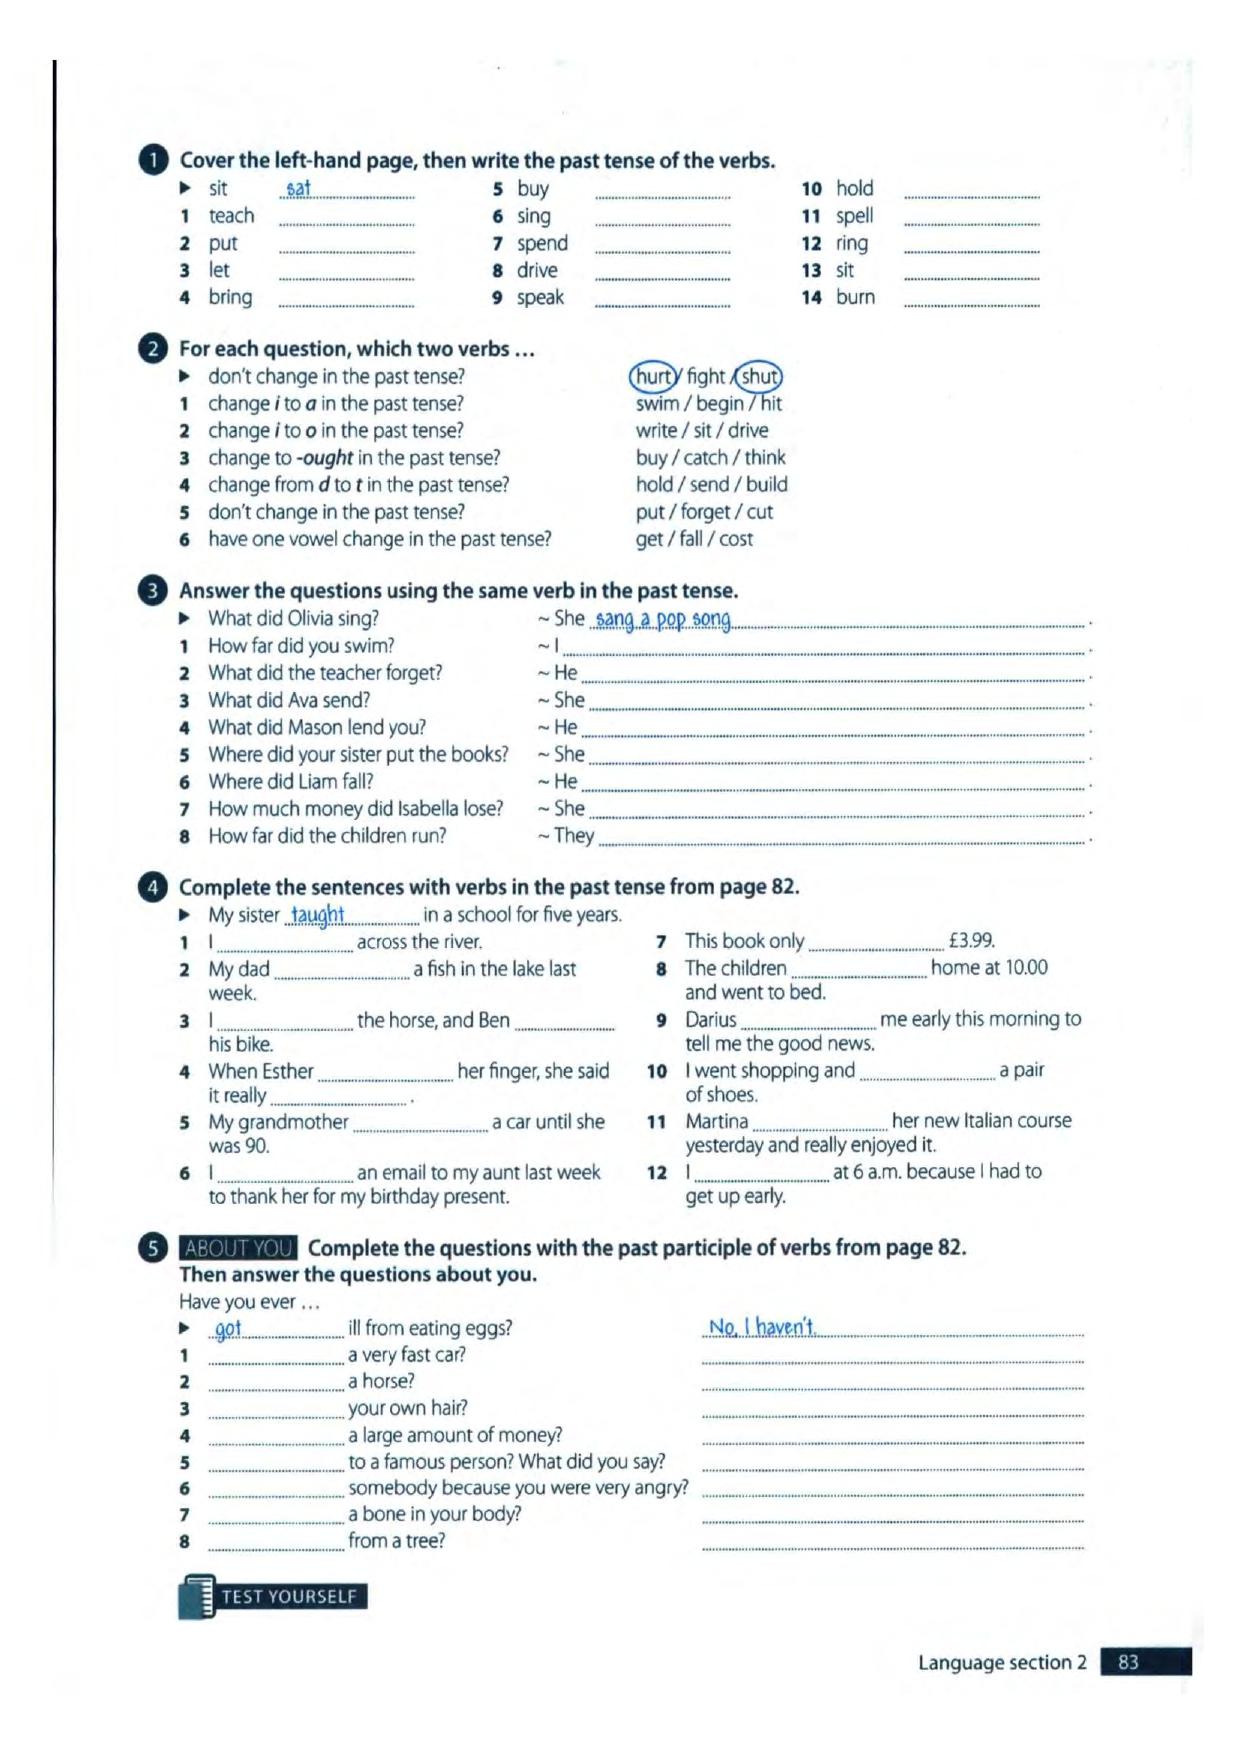 1 Cover the left-hand page, then write the past tense of the verbs.
▶ sit sat 5 buy 10 hold
1 teach 6 sing 11 spell
2 put 7 spend 12 ring
3 let 8 drive 13 sit
4 bring 9 speak 14 burn
2 For each question, which two verbs ...
▶ don't change in the past tense? hurt / fight / shut
1 change i to a in the past tense? swim / begin / hit
2 change i to o in the past tense? write / sit / drive
3 change to -ought in the past tense? buy / catch / think
4 change from d to t in the past tense? hold / send / build
5 don't change in the past tense? put / forget / cut
6 have one vowel change in the past tense? get / fall / cost
3 Answer the questions using the same verb in the past tense.
▶ What did Olivia sing? ~ She sang a pop song.
1 How far did you swim? ~ I .
2 What did the teacher forget? ~ He .
3 What did Ava send? ~ She .
4 What did Mason lend you? ~ He .
5 Where did your sister put the books? ~ She .
6 Where did Liam fall? ~ He .
7 How much money did Isabella lose? ~ She .
8 How far did the children run? ~ They .
4 Complete the sentences with verbs in the past tense from page 82.
▶ My sister taught in a school for five years.
1 I across the river.
2 My dad a fish in the lake last
week.
3 I the horse, and Ben
his bike.
4 When Esther her finger, she said
it really .
5 My grandmother a car until she
was 90.
6 I an email to my aunt last week
to thank her for my birthday present.
7 This book only £3.99.
8 The children home at 10.00
and went to bed.
9 Darius me early this morning to
tell me the good news.
10 I went shopping and a pair
of shoes.
11 Martina her new Italian course
yesterday and really enjoyed it.
12 I at 6 a.m. because I had to
get up early.
5 ABOUT YOU Complete the questions with the past participle of verbs from page 82.
Then answer the questions about you.
Have you ever ...
▶ got ill from eating eggs? No, I haven't.
1 a very fast car?
2 a horse?
3 your own hair?
4 a large amount of money?
5 to a famous person? What did you say?
6 somebody because you were very angry?
7 a bone in your body?
8 from a tree?
TEST YOURSELF
Language section 2 83